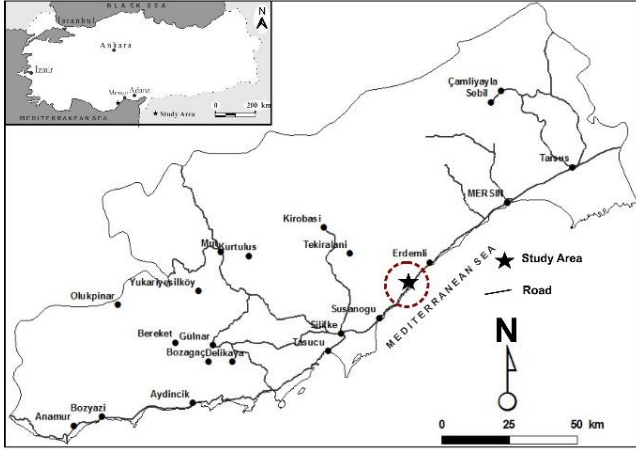 BLACK SEA
N
Istanbul
Ankara
Izmir
Mersin
Adana
MEDITERRANEAN SEA
Study Area
0 200 km
Çamliyayla
Sebil
Tarsus
MERSIN
Kirobasi
Mut
Kurtulus
Tekiralani
Erdemli
Study Area
Yukariyesilköy
Olukpinar
MEDITERRANEAN SEA
Road
Susanoglu
Silifke
Bereket
Gülnar
Tasucu
Bozagaç
Delikaya
N
Aydincik
Bozyazi
Anamur
0 25 50 km